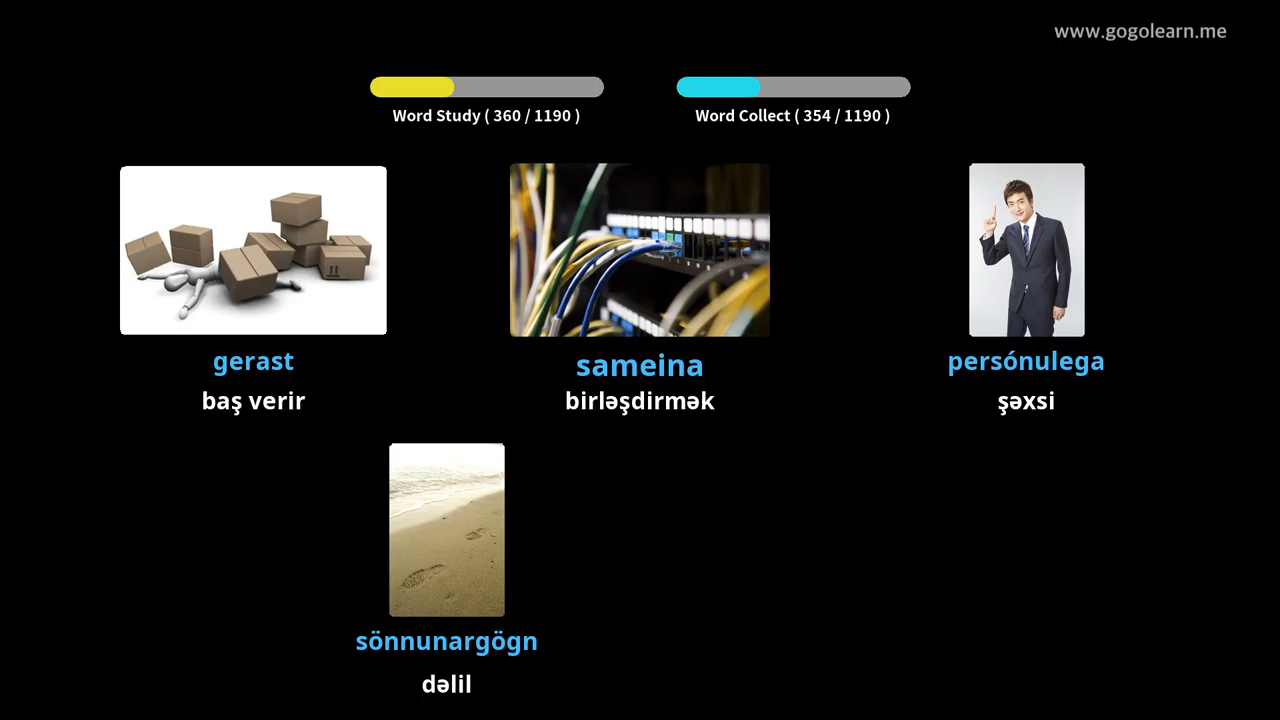 www.gogolearn.me
Word Study ( 360 / 1190 )
Word Collect ( 354 / 1190 )
gerast
baş verir
sameina
birləşdirmək
persónulega
şəxsi
sönnunargögn
dəlil